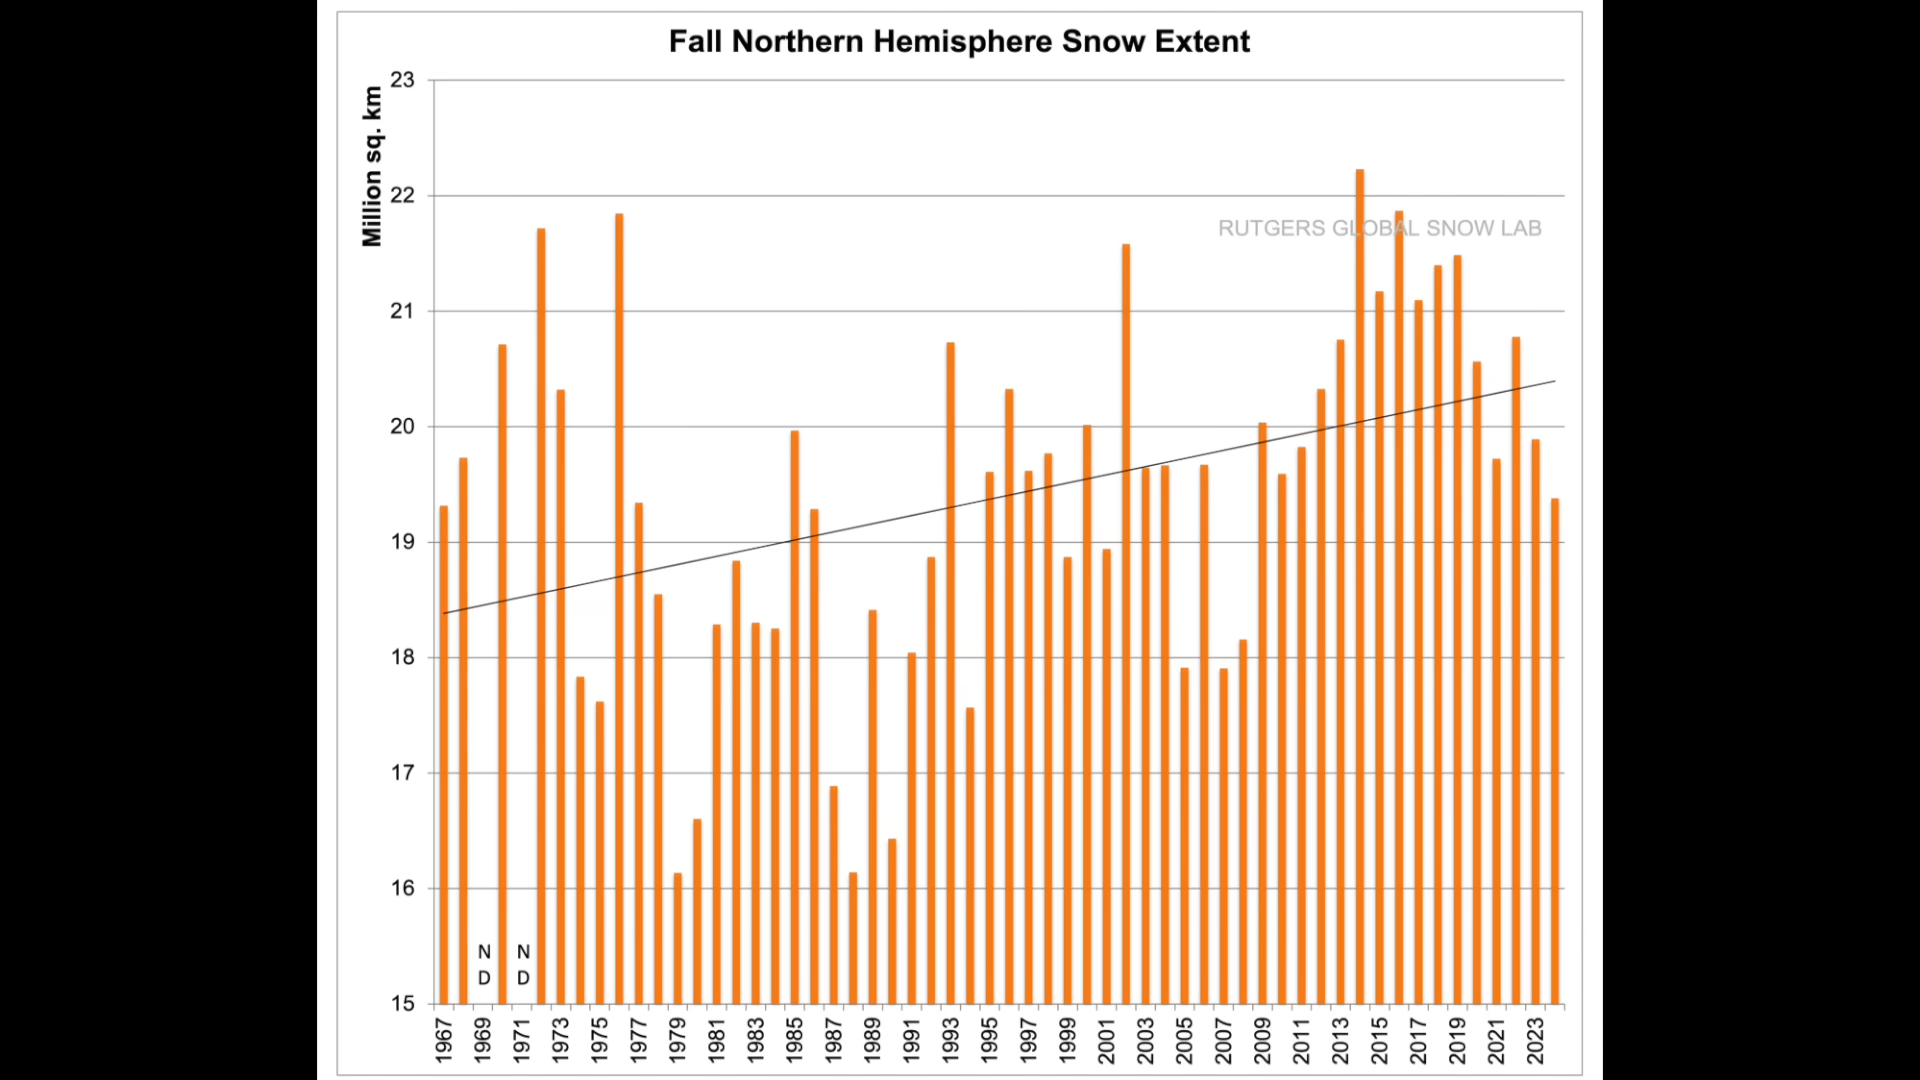 Fall Northern Hemisphere Snow Extent
Million sq. km
23
22
21
20
19
18
17
16
15
RUTGERS GLOBAL SNOW LAB
N N
D D
1967 1969 1971 1973 1975 1977 1979 1981 1983 1985 1987 1989 1991 1993 1995 1997 1999 2001 2003 2005 2007 2009 2011 2013 2015 2017 2019 2021 2023